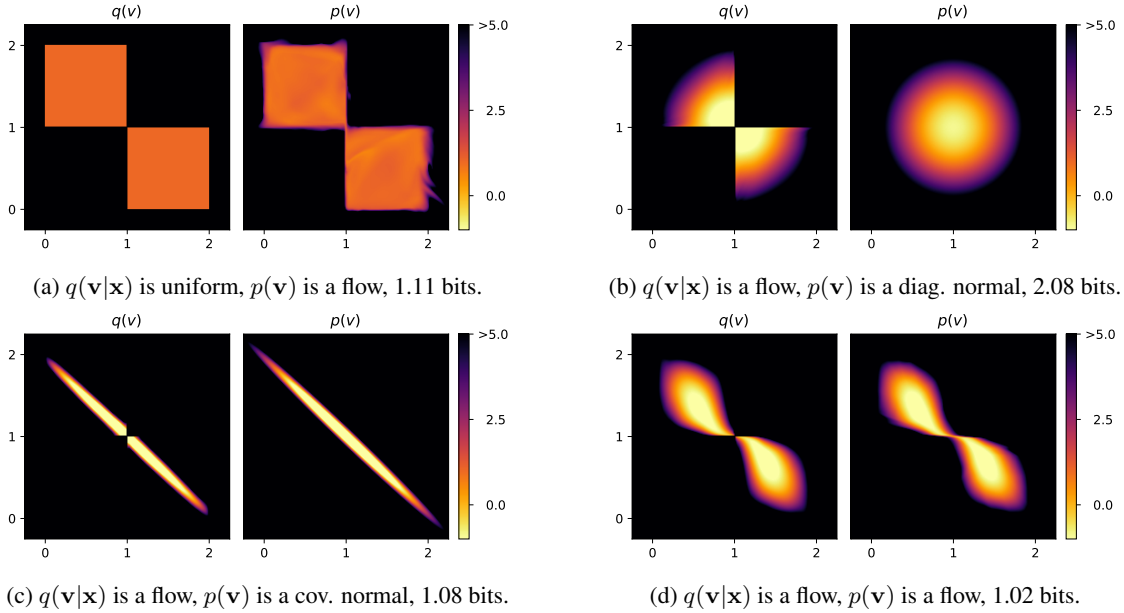 q(v) p(v)
>5.0
2.5
0.0
2
1
0
0 1 2
0 1 2
(a) q(v|x) is uniform, p(v) is a flow, 1.11 bits.
q(v) p(v)
>5.0
2.5
0.0
2
1
0
0 1 2
0 1 2
(b) q(v|x) is a flow, p(v) is a diag. normal, 2.08 bits.
q(v) p(v)
>5.0
2.5
0.0
2
1
0
0 1 2
0 1 2
(c) q(v|x) is a flow, p(v) is a cov. normal, 1.08 bits.
q(v) p(v)
>5.0
2.5
0.0
2
1
0
0 1 2
0 1 2
(d) q(v|x) is a flow, p(v) is a flow, 1.02 bits.